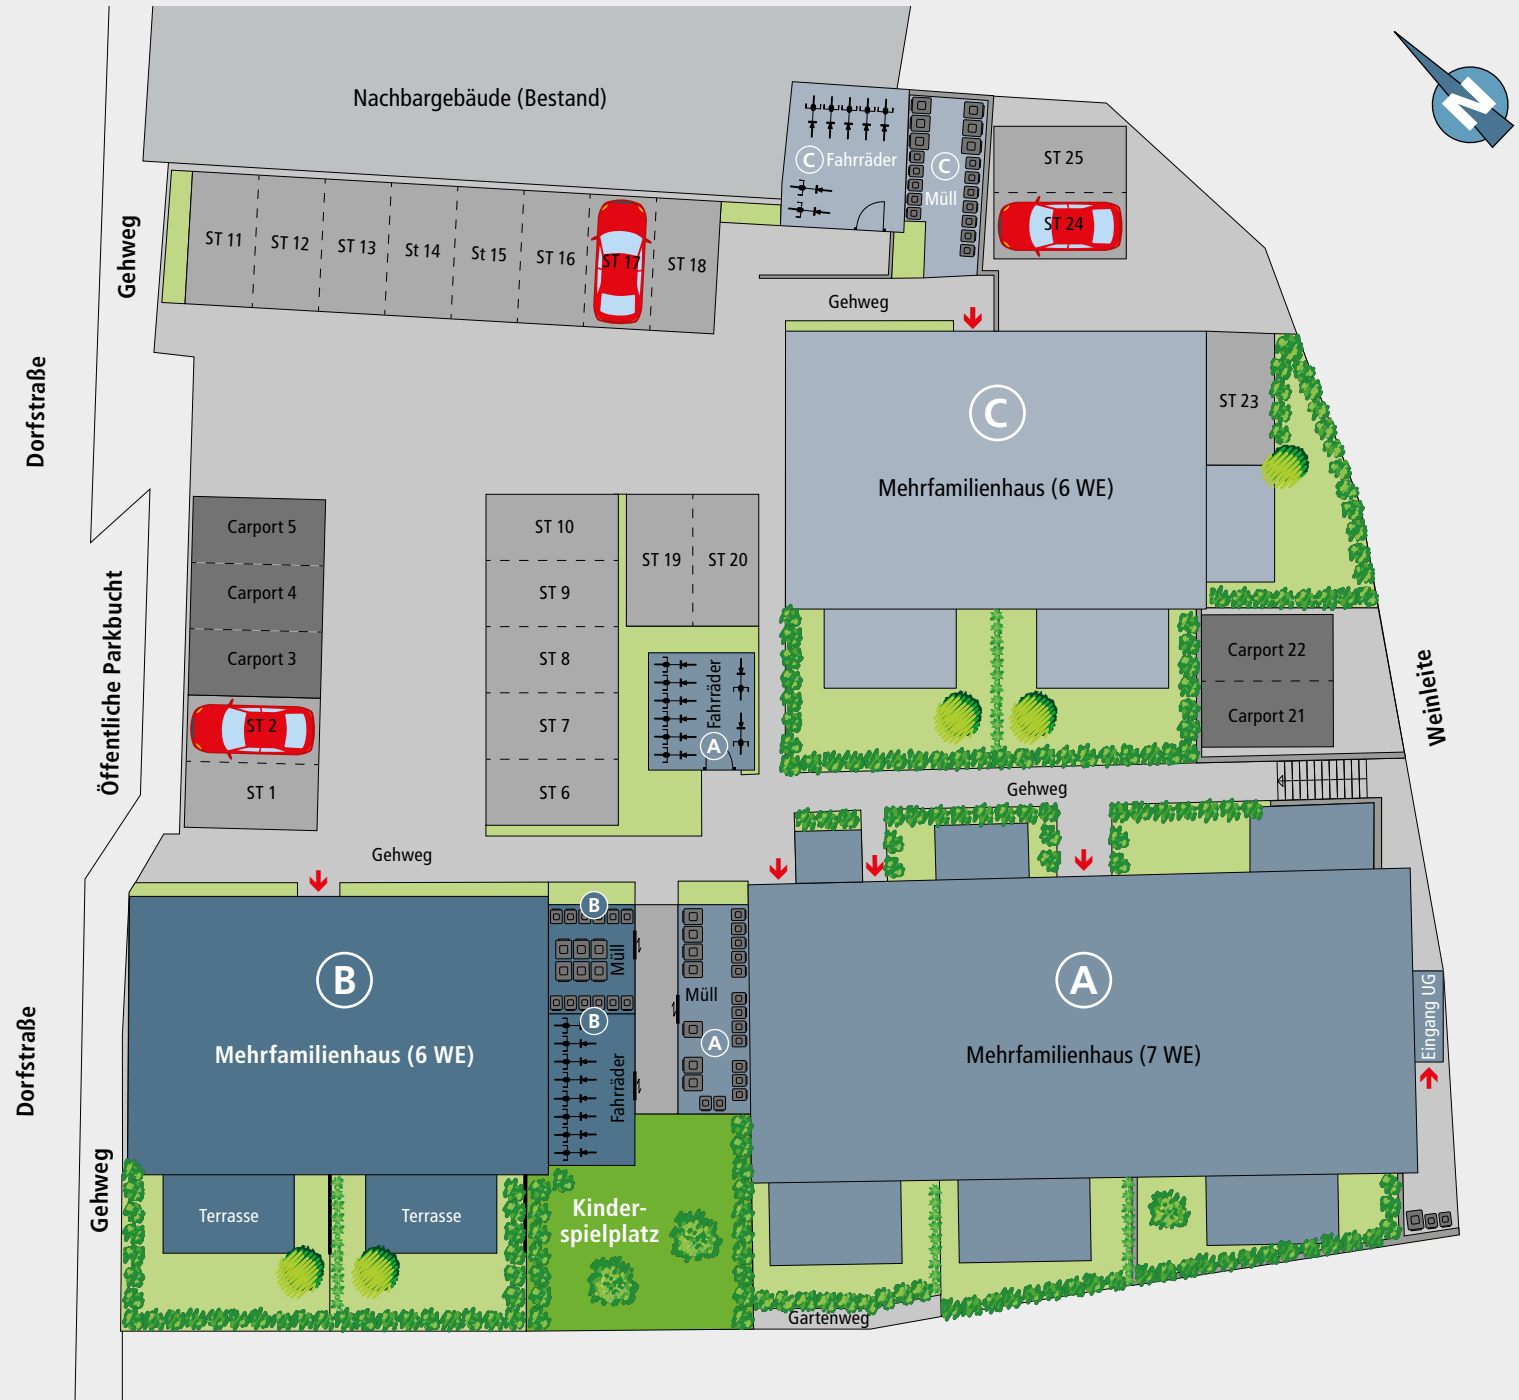 Nachbargebäude (Bestand)
N
C Fahrräder
C
Müll
ST 25
ST 24
Gehweg
ST 11
ST 12
ST 13
St 14
St 15
ST 16
ST 17
ST 18
Gehweg
Dorfstraße
C
Mehrfamilienhaus (6 WE)
ST 23
Carport 5
Carport 4
Carport 3
ST 2
ST 1
Öffentliche Parkbucht
ST 10
ST 9
ST 8
ST 7
ST 6
ST 19
ST 20
Fahrräder
A
Carport 22
Carport 21
Weinleite
Gehweg
Gehweg
B
Mehrfamilienhaus (6 WE)
B
Müll
B
Fahrräder
Müll
A
A
Mehrfamilienhaus (7 WE)
Eingang UG
Dorfstraße
Gehweg
Terrasse
Terrasse
Kinder-
spielplatz
Gartenweg